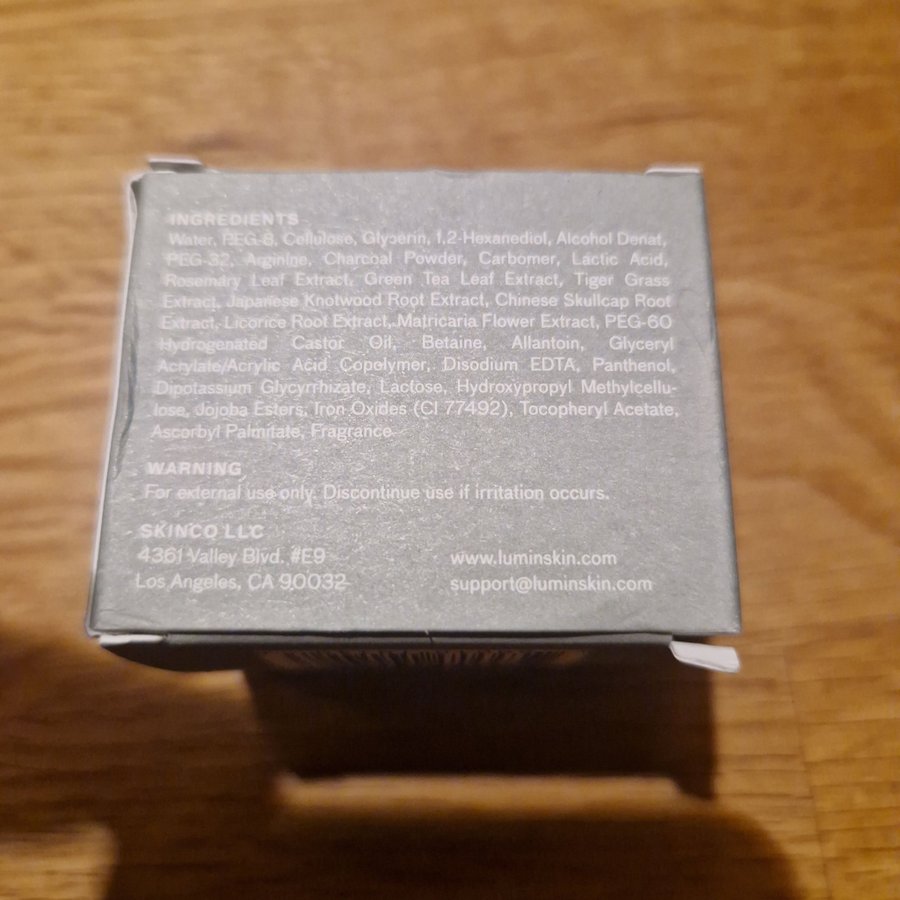 INGREDIENTS
Water, PEG-8, Cellulose, Glycerin, 1,2-Hexanediol, Alcohol Denat,
PEG-32, Arginine, Charcoal Powder, Carbomer, Lactic Acid,
Rosemary Leaf Extract, Green Tea Leaf Extract, Tiger Grass
Extract, Japanese Knotwood Root Extract, Chinese Skullcap Root
Extract, Licorice Root Extract, Matricaria Flower Extract, PEG-60
Hydrogenated Castor Oil, Betaine, Allantoin, Glyceryl
Acrylate/Acrylic Acid Copolymer, Disodium EDTA, Panthenol,
Dipotassium Glycyrrhizate, Lactose, Hydroxypropyl Methylcellu-
lose, Jojoba Esters, Iron Oxides (CI 77492), Tocopheryl Acetate,
Ascorbyl Palmitate, Fragrance
WARNING
For external use only. Discontinue use if irritation occurs.
SKINCO LLC
4361 Valley Blvd. #E9
Los Angeles, CA 90032
www.luminskin.com
support@luminskin.com